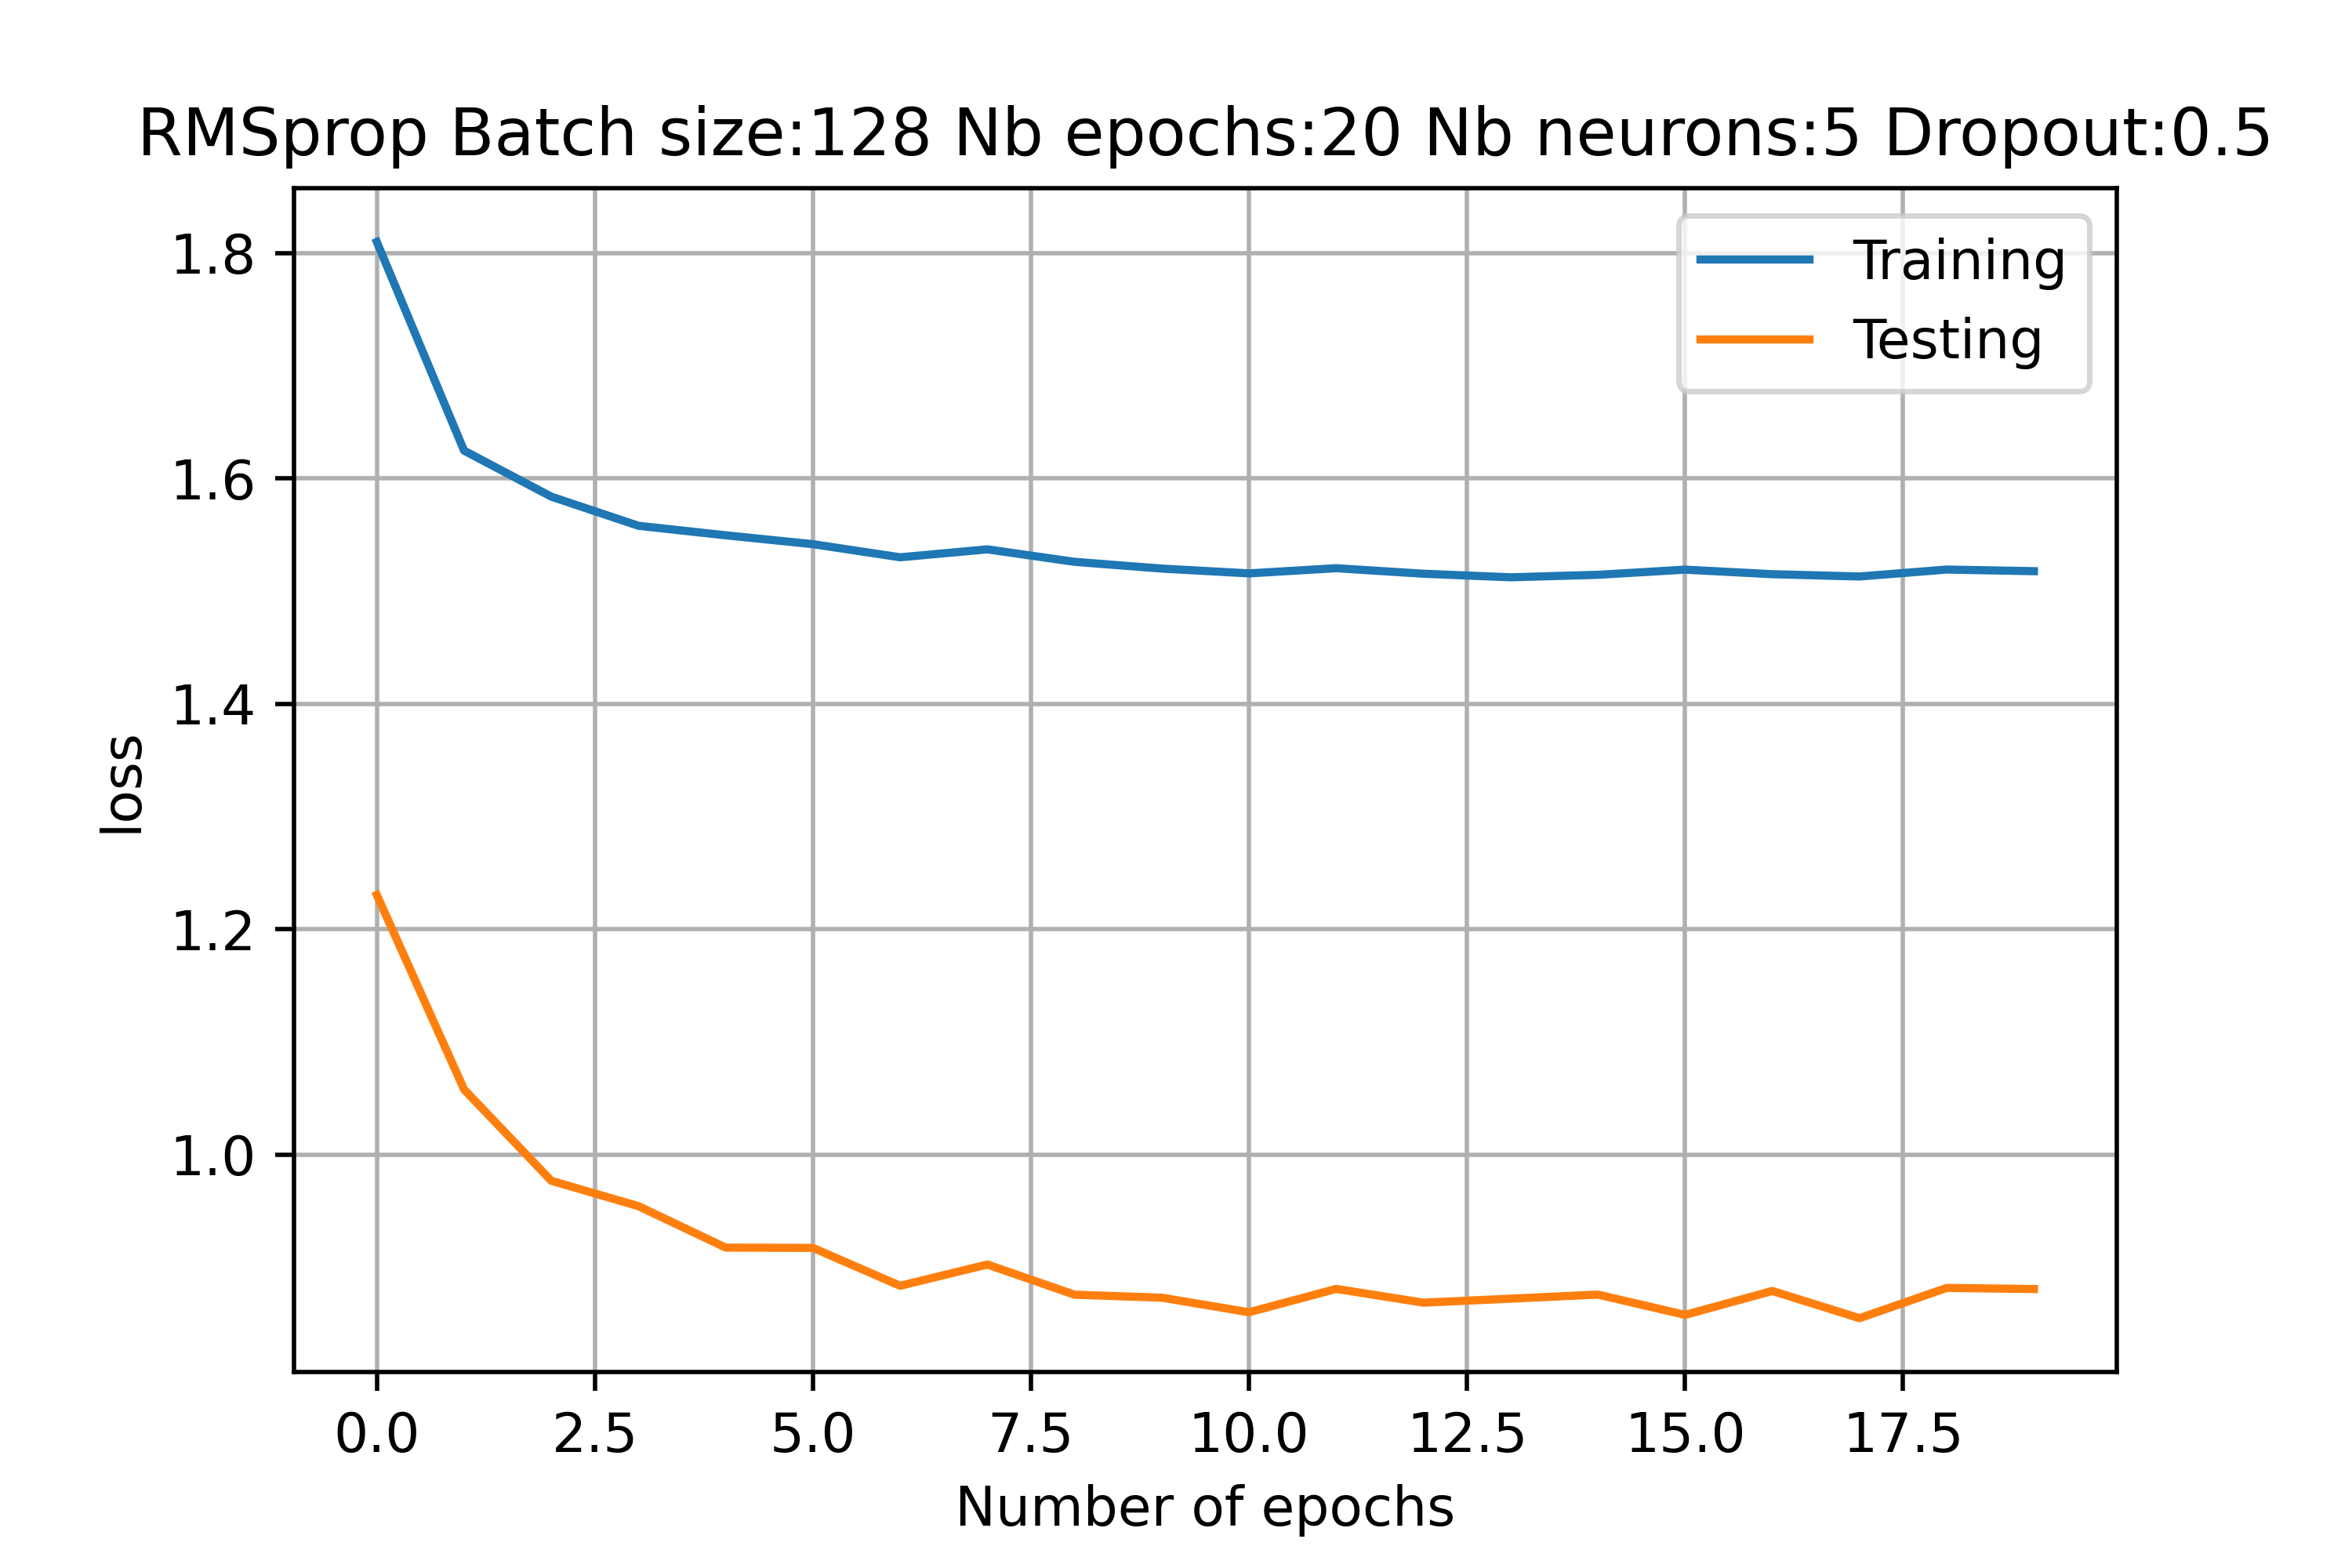 RMSprop Batch size:128 Nb epochs:20 Nb neurons:5 Dropout:0.5
Training
Testing
1.8
1.6
1.4
1.2
1.0
loss
0.0 2.5 5.0 7.5 10.0 12.5 15.0 17.5
Number of epochs